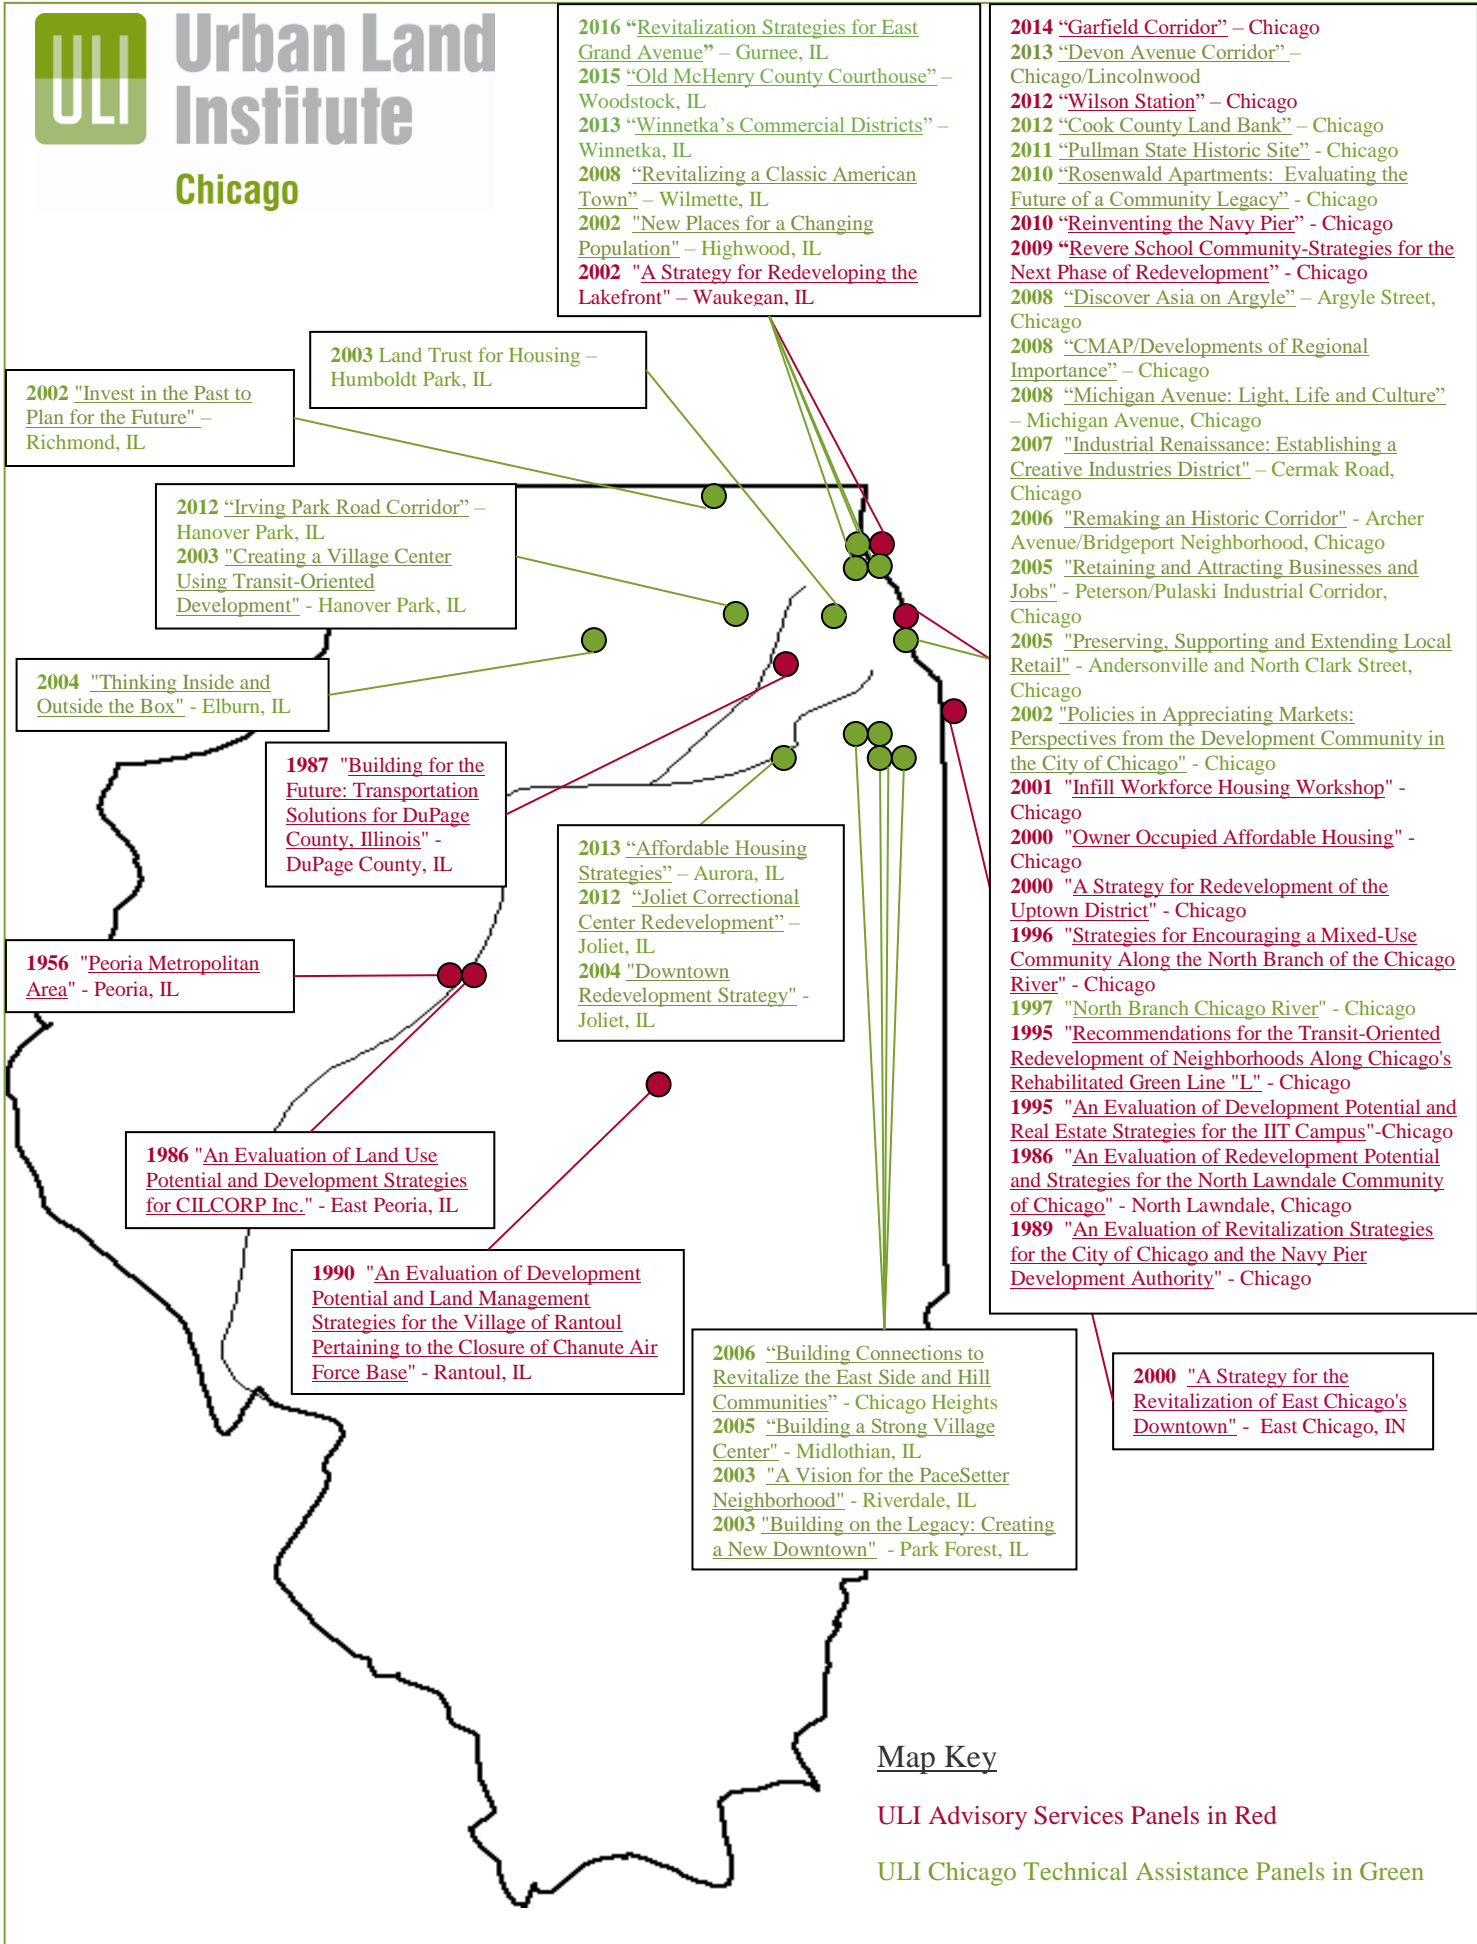 ULI
Urban Land
Institute
Chicago
2016 “Revitalization Strategies for East
Grand Avenue” – Gurnee, IL
2015 “Old McHenry County Courthouse” –
Woodstock, IL
2013 “Winnetka’s Commercial Districts” –
Winnetka, IL
2008 “Revitalizing a Classic American
Town” – Wilmette, IL
2002 "New Places for a Changing
Population" – Highwood, IL
2002 "A Strategy for Redeveloping the
Lakefront" – Waukegan, IL
2014 “Garfield Corridor” – Chicago
2013 “Devon Avenue Corridor” –
Chicago/Lincolnwood
2012 “Wilson Station” – Chicago
2012 “Cook County Land Bank” – Chicago
2011 “Pullman State Historic Site” - Chicago
2010 “Rosenwald Apartments: Evaluating the
Future of a Community Legacy” - Chicago
2010 “Reinventing the Navy Pier” - Chicago
2009 “Revere School Community-Strategies for the
Next Phase of Redevelopment” - Chicago
2008 “Discover Asia on Argyle” – Argyle Street,
Chicago
2008 “CMAP/Developments of Regional
Importance” – Chicago
2008 “Michigan Avenue: Light, Life and Culture”
– Michigan Avenue, Chicago
2007 "Industrial Renaissance: Establishing a
Creative Industries District" – Cermak Road,
Chicago
2006 "Remaking an Historic Corridor" - Archer
Avenue/Bridgeport Neighborhood, Chicago
2005 "Retaining and Attracting Businesses and
Jobs" - Peterson/Pulaski Industrial Corridor,
Chicago
2005 "Preserving, Supporting and Extending Local
Retail" - Andersonville and North Clark Street,
Chicago
2002 "Policies in Appreciating Markets:
Perspectives from the Development Community in
the City of Chicago" - Chicago
2001 "Infill Workforce Housing Workshop" -
Chicago
2000 "Owner Occupied Affordable Housing" -
Chicago
2000 "A Strategy for Redevelopment of the
Uptown District" - Chicago
1996 "Strategies for Encouraging a Mixed-Use
Community Along the North Branch of the Chicago
River" - Chicago
1997 "North Branch Chicago River" - Chicago
1995 "Recommendations for the Transit-Oriented
Redevelopment of Neighborhoods Along Chicago's
Rehabilitated Green Line "L" - Chicago
1995 "An Evaluation of Development Potential and
Real Estate Strategies for the IIT Campus"-Chicago
1986 "An Evaluation of Redevelopment Potential
and Strategies for the North Lawndale Community
of Chicago" - North Lawndale, Chicago
1989 "An Evaluation of Revitalization Strategies
for the City of Chicago and the Navy Pier
Development Authority" - Chicago
2003 Land Trust for Housing –
Humboldt Park, IL
2002 "Invest in the Past to
Plan for the Future" –
Richmond, IL
2012 “Irving Park Road Corridor” –
Hanover Park, IL
2003 "Creating a Village Center
Using Transit-Oriented
Development" - Hanover Park, IL
2004 "Thinking Inside and
Outside the Box" - Elburn, IL
1987 "Building for the
Future: Transportation
Solutions for DuPage
County, Illinois" -
DuPage County, IL
2013 “Affordable Housing
Strategies” – Aurora, IL
2012 “Joliet Correctional
Center Redevelopment” –
Joliet, IL
2004 "Downtown
Redevelopment Strategy" -
Joliet, IL
1956 "Peoria Metropolitan
Area" - Peoria, IL
1986 "An Evaluation of Land Use
Potential and Development Strategies
for CILCORP Inc." - East Peoria, IL
1990 "An Evaluation of Development
Potential and Land Management
Strategies for the Village of Rantoul
Pertaining to the Closure of Chanute Air
Force Base" - Rantoul, IL
2006 “Building Connections to
Revitalize the East Side and Hill
Communities” - Chicago Heights
2005 “Building a Strong Village
Center" - Midlothian, IL
2003 "A Vision for the PaceSetter
Neighborhood" - Riverdale, IL
2003 "Building on the Legacy: Creating
a New Downtown" - Park Forest, IL
2000 "A Strategy for the
Revitalization of East Chicago's
Downtown" - East Chicago, IN
Map Key
ULI Advisory Services Panels in Red
ULI Chicago Technical Assistance Panels in Green